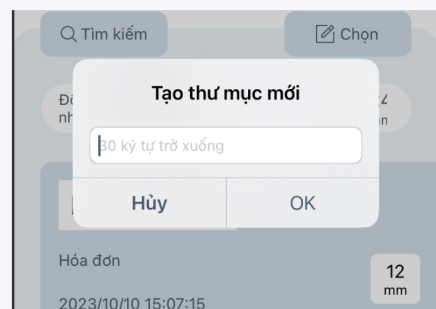 Tìm kiếm
Chọn
Tạo thư mục mới
30 ký tự trở xuống
Hủy
OK
Hóa đơn
12
mm
2023/10/10 15:07:15